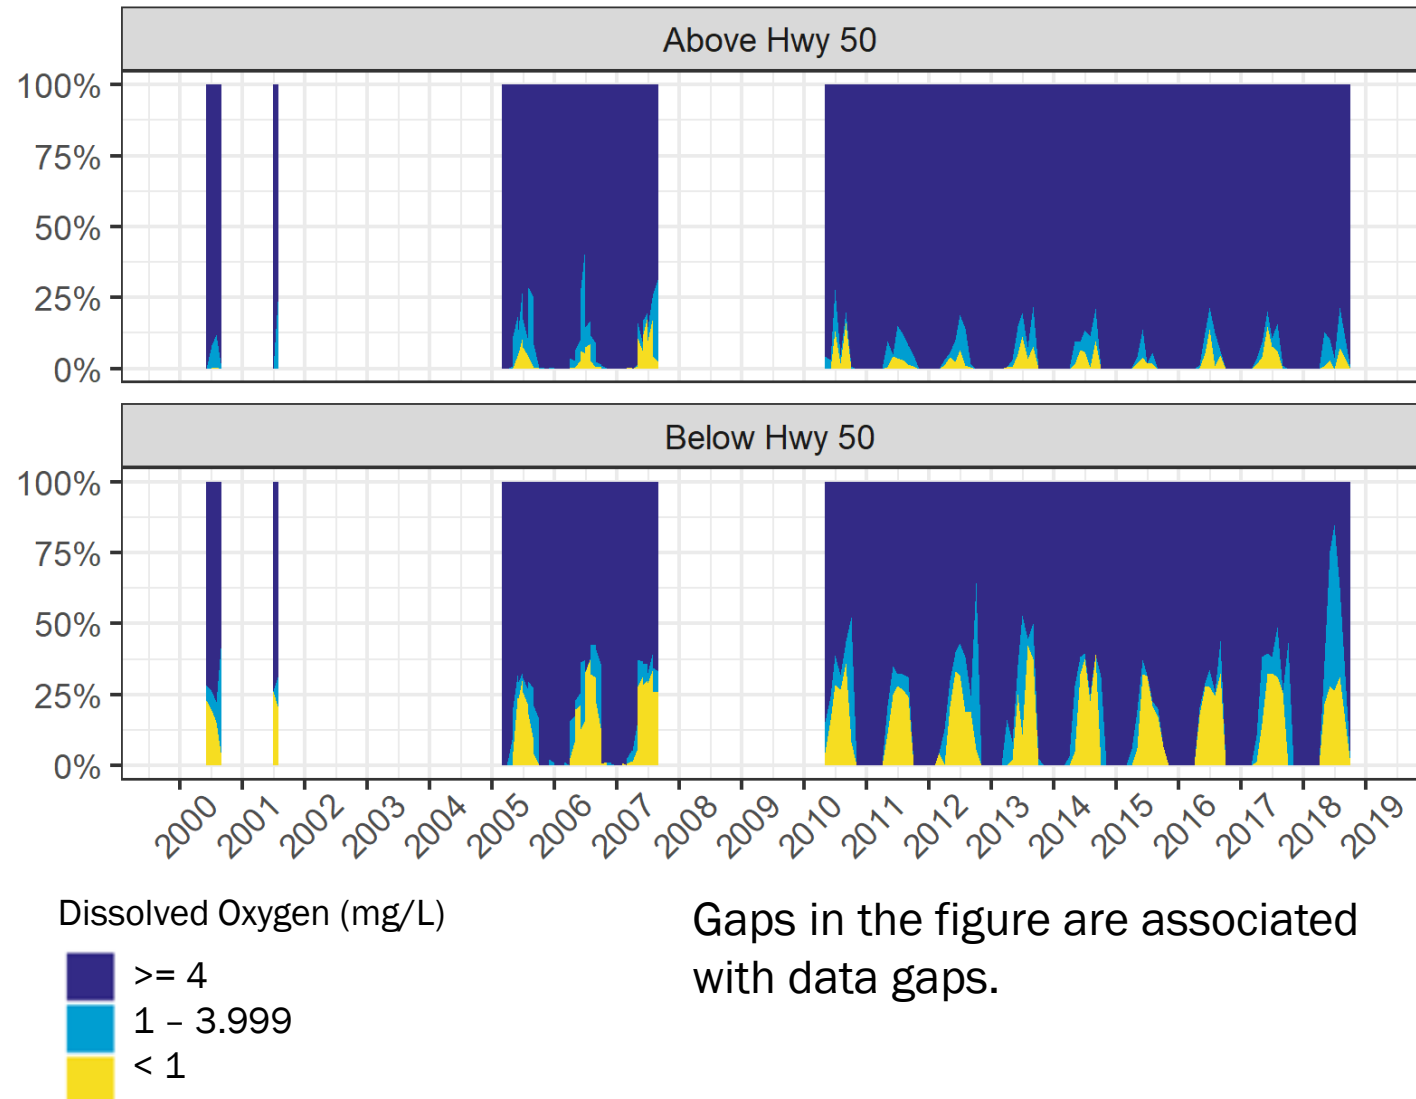 Above Hwy 50
100%
75%
50%
25%
0%
Below Hwy 50
100%
75%
50%
25%
0%
2000 2001 2002 2003 2004 2005 2006 2007 2008 2009 2010 2011 2012 2013 2014 2015 2016 2017 2018 2019
Dissolved Oxygen (mg/L)
>= 4
1 – 3.999
< 1
Gaps in the figure are associated
with data gaps.